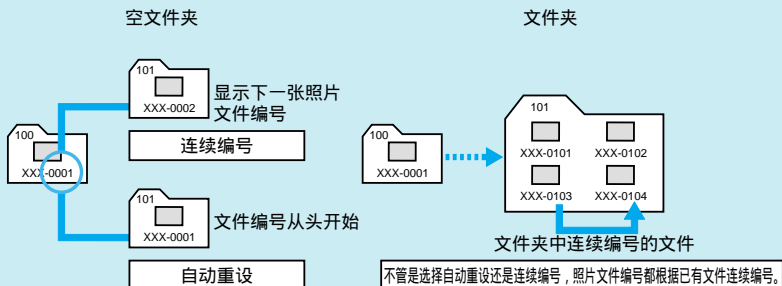 空文件夹
101
XXX-0002
显示下一张照片
文件编号
连续编号
100
XXX-0001
101
XXX-0001
文件编号从头开始
自动重设
文件夹
100
XXX-0001
101
XXX-0101 XXX-0102
XXX-0103 XXX-0104
文件夹中连续编号的文件
不管是选择自动重设还是连续编号，照片文件编号都根据已有文件连续编号。